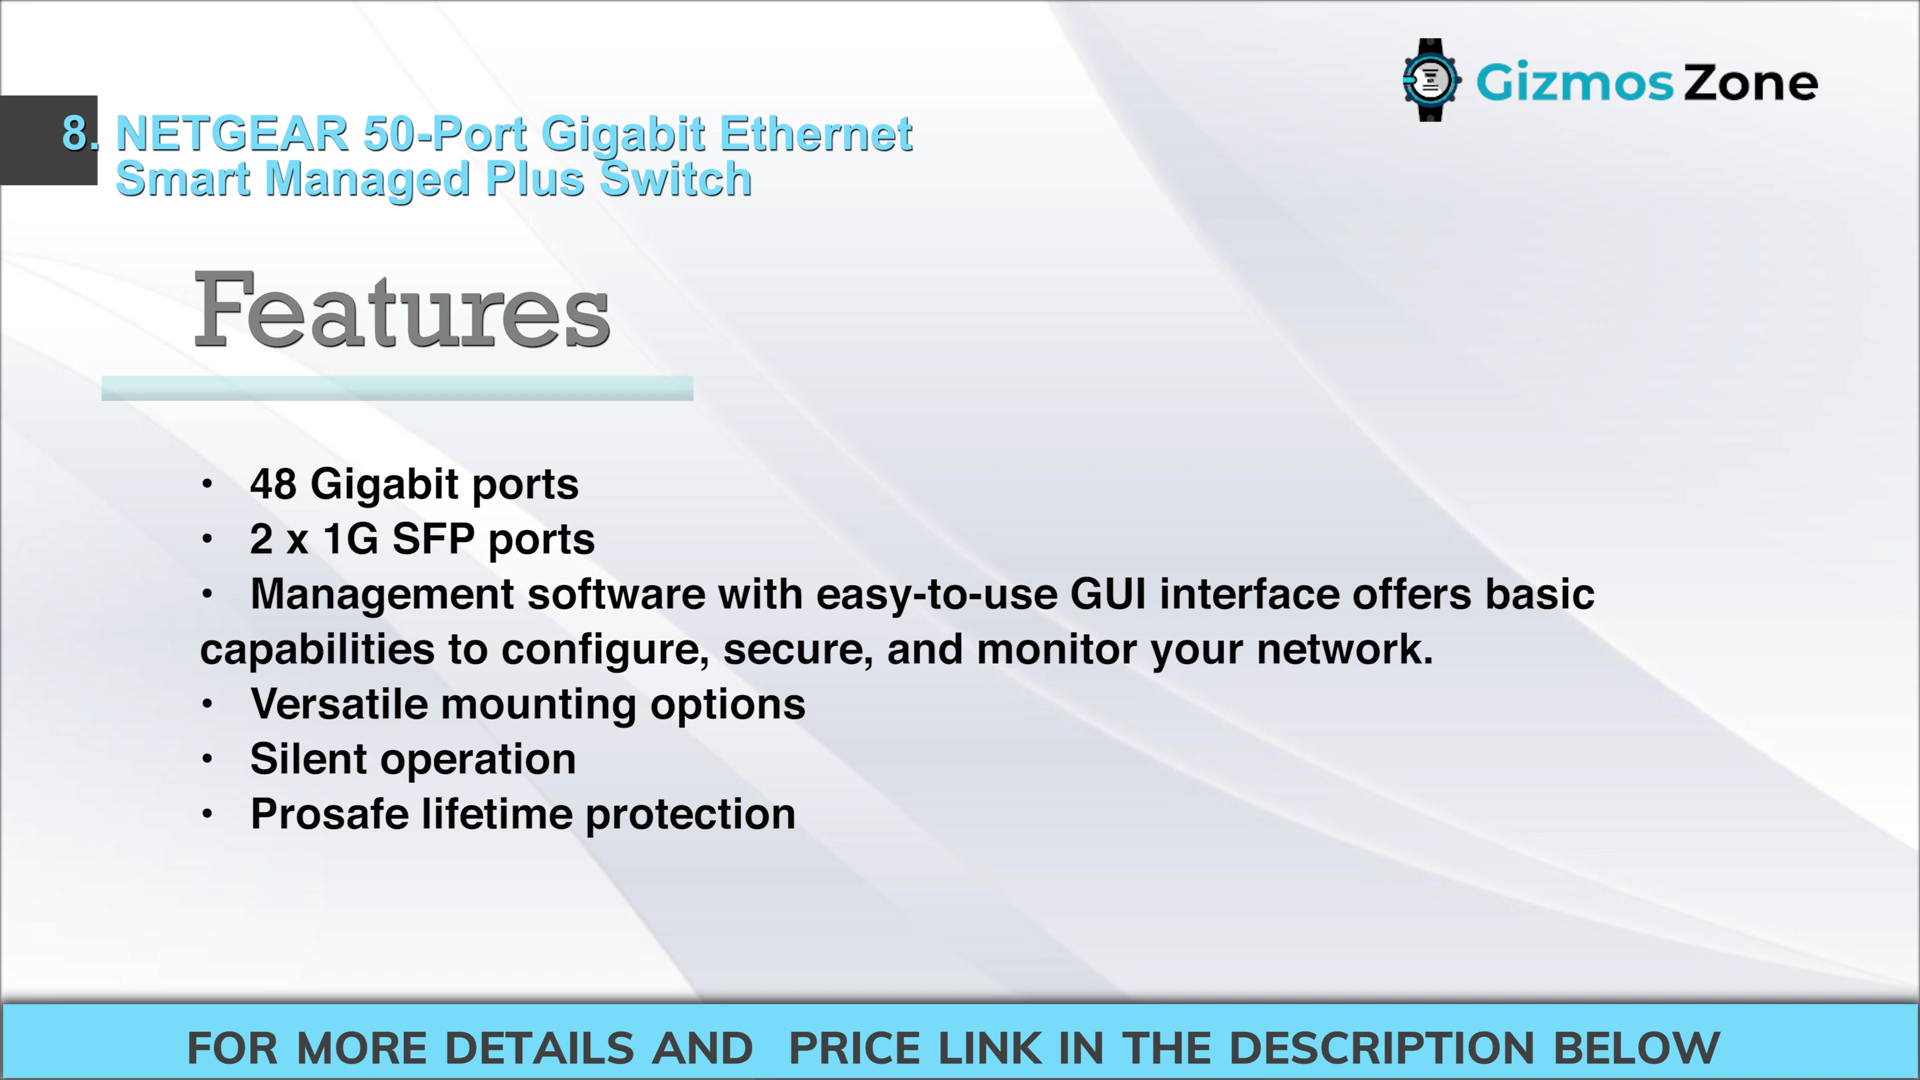 Gizmos Zone
8. NETGEAR 50-Port Gigabit Ethernet
Smart Managed Plus Switch
Features
• 48 Gigabit ports
• 2 x 1G SFP ports
• Management software with easy-to-use GUI interface offers basic
capabilities to configure, secure, and monitor your network.
• Versatile mounting options
• Silent operation
• Prosafe lifetime protection
FOR MORE DETAILS AND  PRICE LINK IN THE DESCRIPTION BELOW